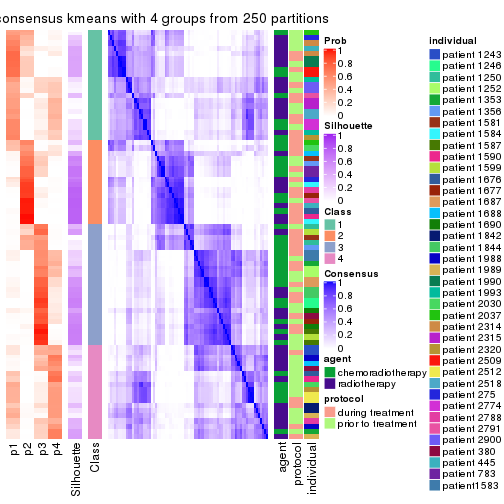 consensus kmeans with 4 groups from 250 partitions
Prob
1
0.8
0.6
0.4
0.2
0
Silhouette
1
0.8
0.6
0.4
0.2
0
Class
1
2
3
4
Consensus
1
0.8
0.6
0.4
0.2
0
agent
chemoradiotherapy
radiotherapy
protocol
during treatment
prior to treatment
individual
patient 1243
patient 1246
patient 1250
patient 1252
patient 1353
patient 1356
patient 1581
patient 1584
patient 1587
patient 1590
patient 1599
patient 1676
patient 1677
patient 1687
patient 1688
patient 1690
patient 1842
patient 1844
patient 1988
patient 1989
patient 1990
patient 1993
patient 2030
patient 2037
patient 2314
patient 2315
patient 2320
patient 2509
patient 2512
patient 2518
patient 275
patient 2774
patient 2788
patient 2791
patient 2900
patient 380
patient 445
patient 783
patient1583
p1
p2
p3
p4
Silhouette
Class
agent
protocol
individual